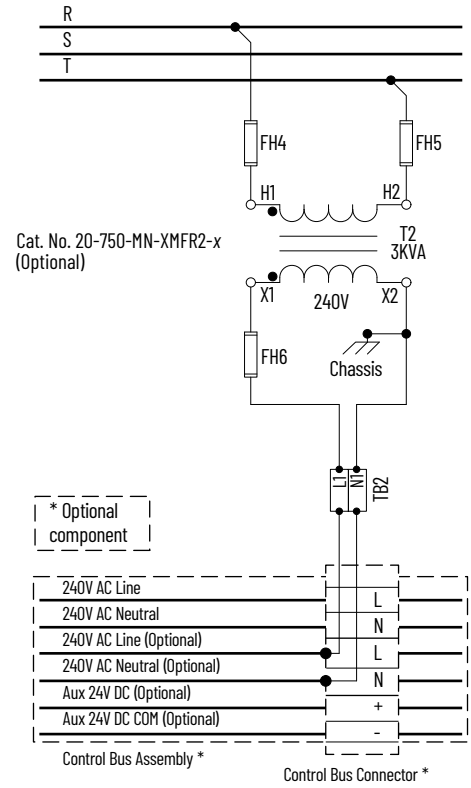 R
S
T
FH4
FH5
H1
H2
Cat. No. 20-750-MN-XMFR2-x
(Optional)
T2
3KVA
X1
240V
X2
FH6
Chassis
L1
N1
TB2
* Optional
component
240V AC Line
L
240V AC Neutral
N
240V AC Line (Optional)
L
240V AC Neutral (Optional)
N
Aux 24V DC (Optional)
+
Aux 24V DC COM (Optional)
-
Control Bus Assembly *
Control Bus Connector *